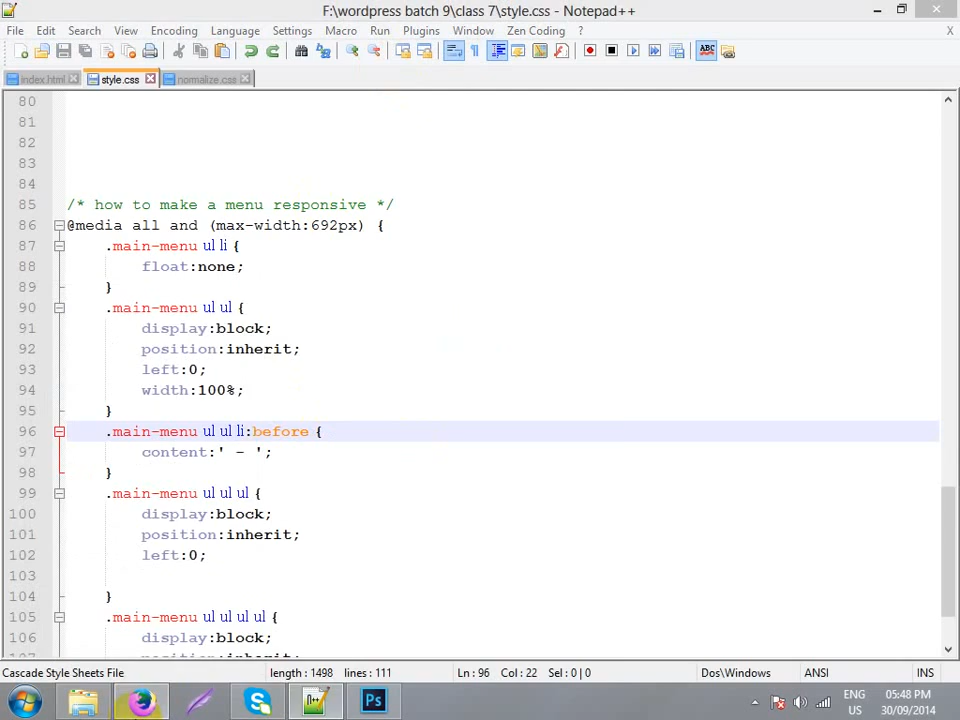 F:\wordpress batch 9\class 7\style.css - Notepad++
File Edit Search View Encoding Language Settings Macro Run Plugins Window Zen Coding ? X
ABC
index.html style.css normalize.css
80
81
82
83
84
85 /* how to make a menu responsive */
86 @media all and (max-width:692px) {
87 .main-menu ul li {
88 float:none;
89 }
90 .main-menu ul ul {
91 display:block;
92 position:inherit;
93 left:0;
94 width:100%;
95 }
96 .main-menu ul ul li:before {
97 content:' - ';
98 }
99 .main-menu ul ul ul {
100 display:block;
101 position:inherit;
102 left:0;
103
104 }
105 .main-menu ul ul ul ul {
106 display:block;
107 position:inherit;
Cascade Style Sheets File length : 1498 lines : 111 Ln : 96 Col : 22 Sel : 0 | 0 Dos\Windows ANSI INS
Ps
ENG 05:48 PM
US 30/09/2014